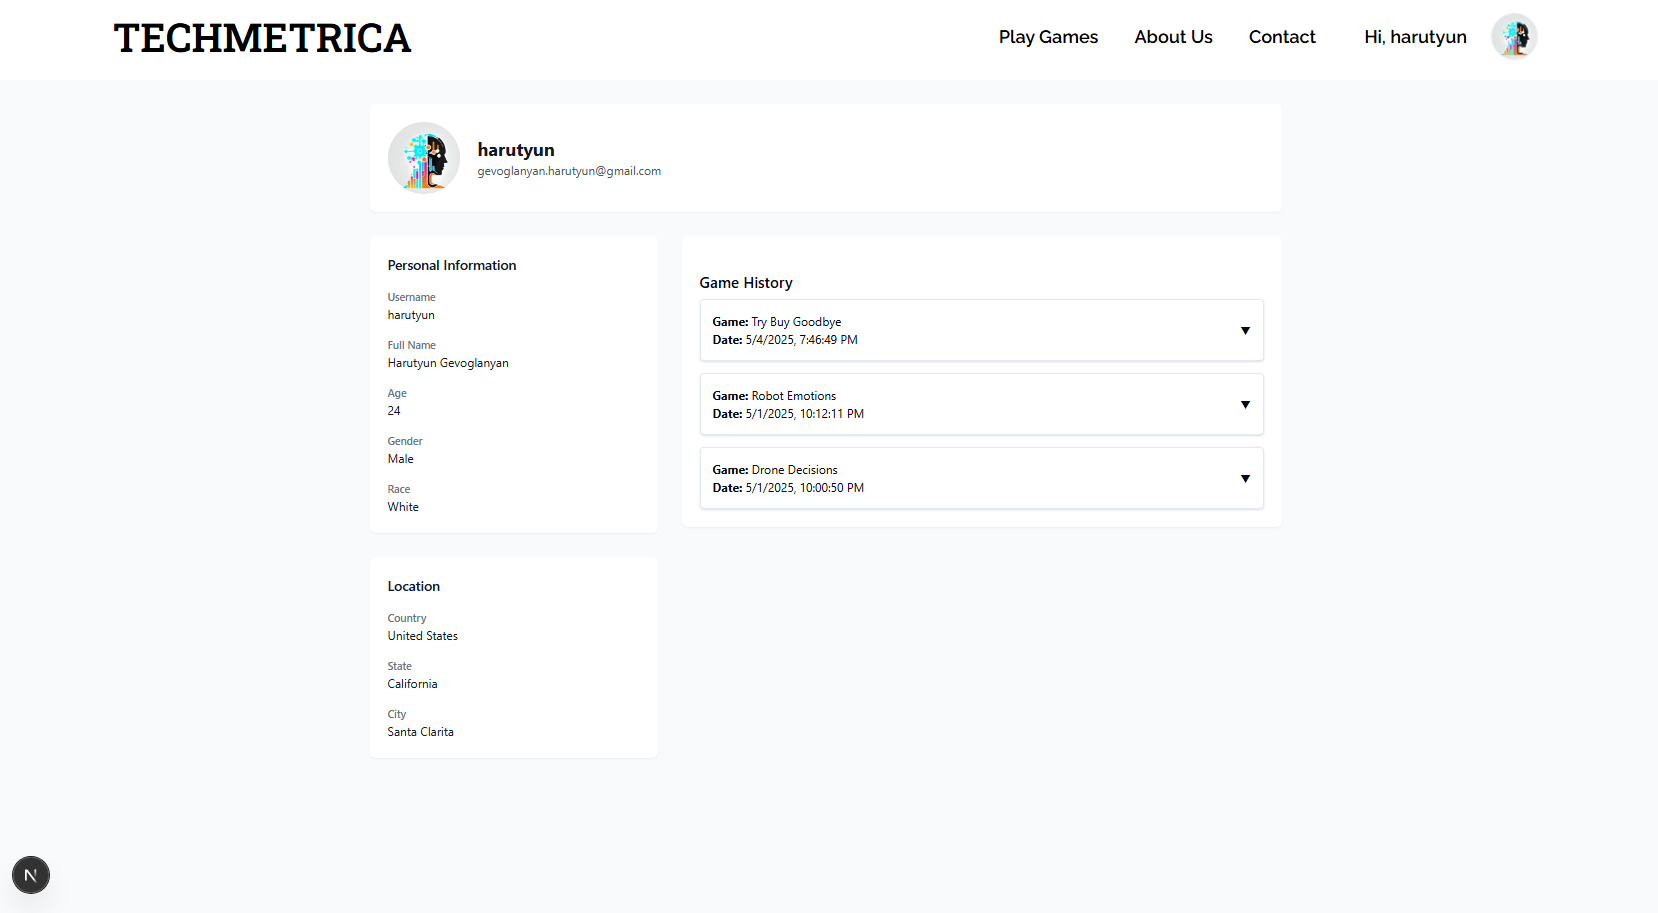 TECHMETRICA
Play Games
About Us
Contact
Hi, harutyun
harutyun
gevoglanyan.harutyun@gmail.com
Personal Information
Username
harutyun
Full Name
Harutyun Gevoglanyan
Age
24
Gender
Male
Race
White
Location
Country
United States
State
California
City
Santa Clarita
Game History
Game: Try Buy Goodbye
Date: 5/4/2025, 7:46:49 PM
▼
Game: Robot Emotions
Date: 5/1/2025, 10:12:11 PM
▼
Game: Drone Decisions
Date: 5/1/2025, 10:00:50 PM
▼
N